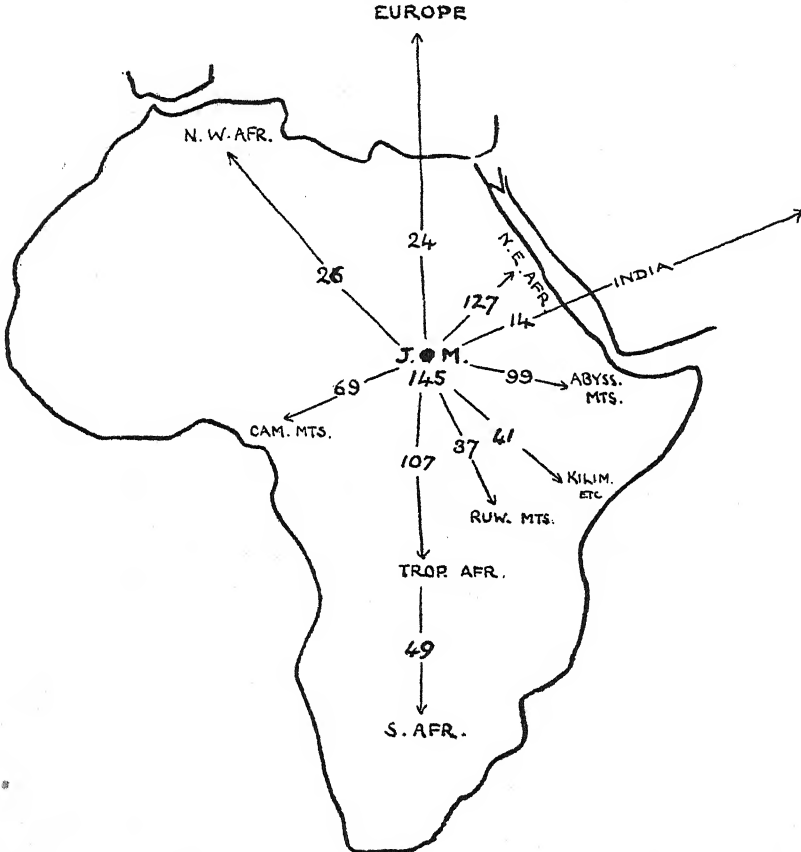 EUROPE
N. W. AFR.
24
N. E. AFR.
INDIA
26
127
14
J. M.
145
69
99
ABYSS.
MTS.
CAM. MTS.
107
37
41
KILIM.
ETC
RUW. MTS.
TROP. AFR.
49
S. AFR.